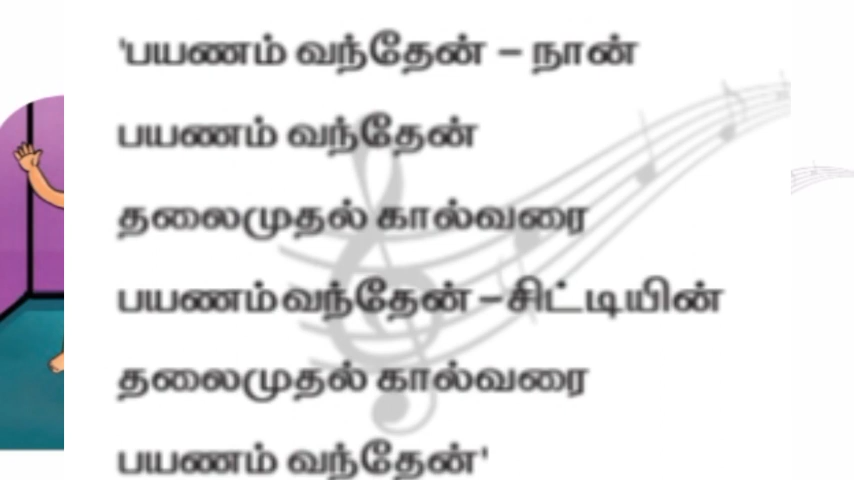 'பயணம் வந்தேன் – நான்
பயணம் வந்தேன்
தலைமுதல் கால்வரை
பயணம்வந்தேன் – சிட்டியின்
தலைமுதல் கால்வரை
பயணம் வந்தேன்'